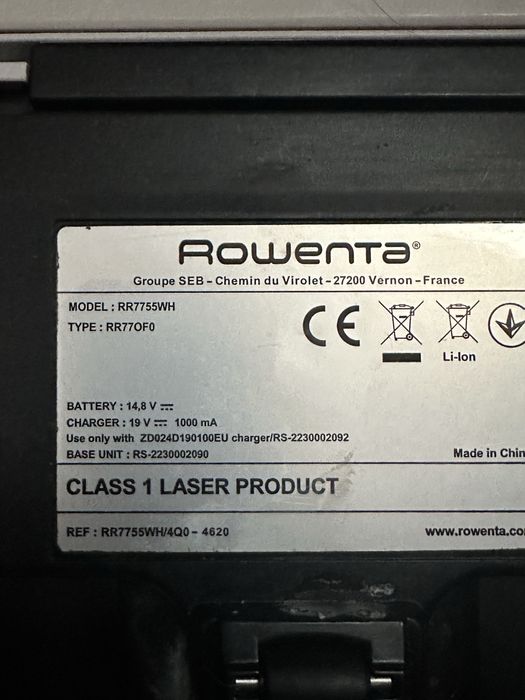 Rowenta®
Groupe SEB - Chemin du Virolet - 27200 Vernon - France
MODEL : RR7755WH
TYPE : RR77OF0
CE
Li-Ion
BATTERY : 14,8 V
CHARGER : 19 V 1000 mA
Use only with ZD024D190100EU charger/RS-2230002092
BASE UNIT : RS-2230002090
Made in Chin
CLASS 1 LASER PRODUCT
REF : RR7755WH/4Q0 - 4620
www.rowenta.co